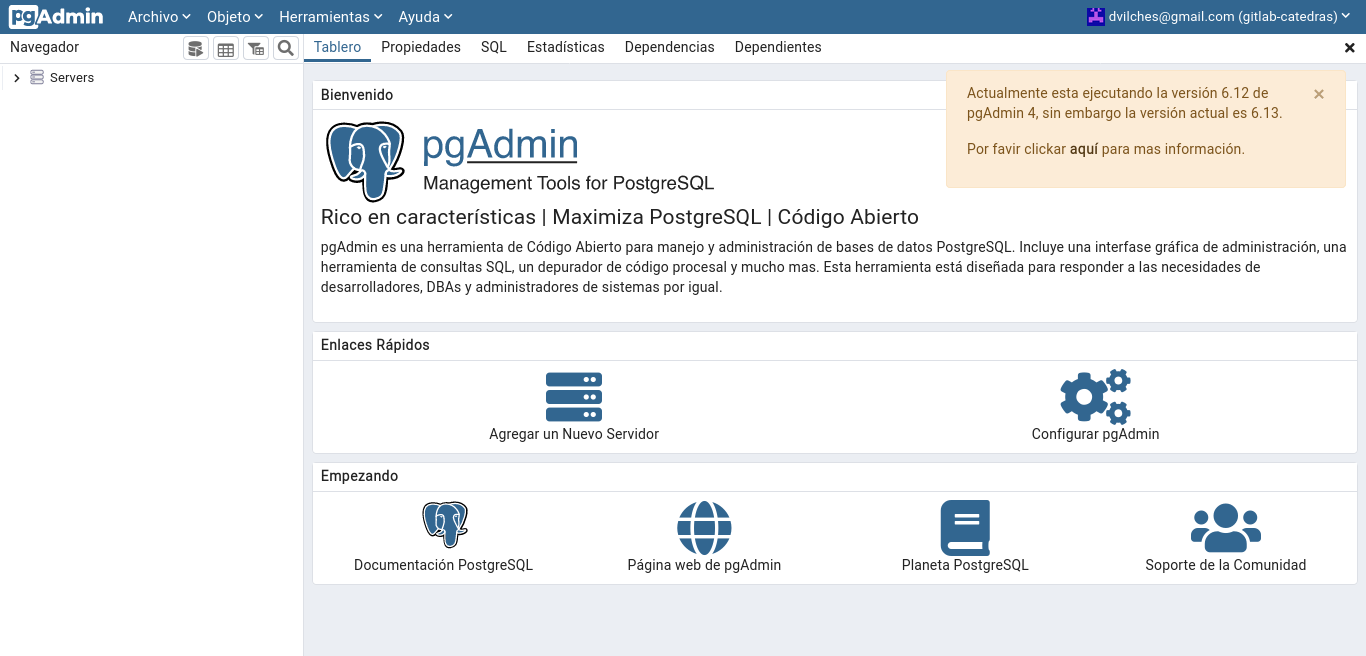 pgAdmin Archivo Objeto Herramientas Ayuda dvilches@gmail.com (gitlab-catedras)
Navegador
Tablero Propiedades SQL Estadísticas Dependencias Dependientes
Servers
Actualmente esta ejecutando la versión 6.12 de
pgAdmin 4, sin embargo la versión actual es 6.13.
Por favir clickar aquí para mas información.
Bienvenido
pgAdmin
Management Tools for PostgreSQL
Rico en características | Maximiza PostgreSQL | Código Abierto
pgAdmin es una herramienta de Código Abierto para manejo y administración de bases de datos PostgreSQL. Incluye una interfase gráfica de administración, una
herramienta de consultas SQL, un depurador de código procesal y mucho mas. Esta herramienta está diseñada para responder a las necesidades de
desarrolladores, DBAs y administradores de sistemas por igual.
Enlaces Rápidos
Agregar un Nuevo Servidor
Configurar pgAdmin
Empezando
Documentación PostgreSQL
Página web de pgAdmin
Planeta PostgreSQL
Soporte de la Comunidad